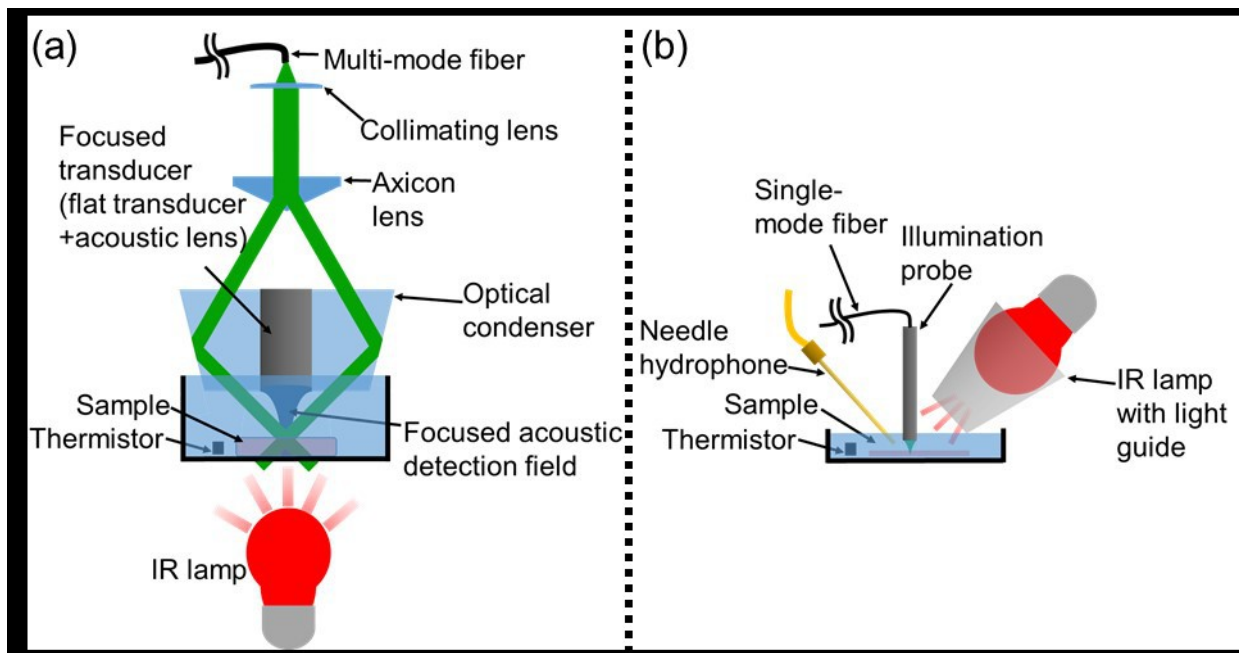 (a)
Multi-mode fiber
Collimating lens
Focused
transducer
(flat transducer
+acoustic lens)
Axicon
lens
Optical
condenser
Sample
Thermistor
Focused acoustic
detection field
IR lamp
(b)
Single-
mode fiber
Illumination
probe
Needle
hydrophone
Sample
Thermistor
IR lamp
with light
guide